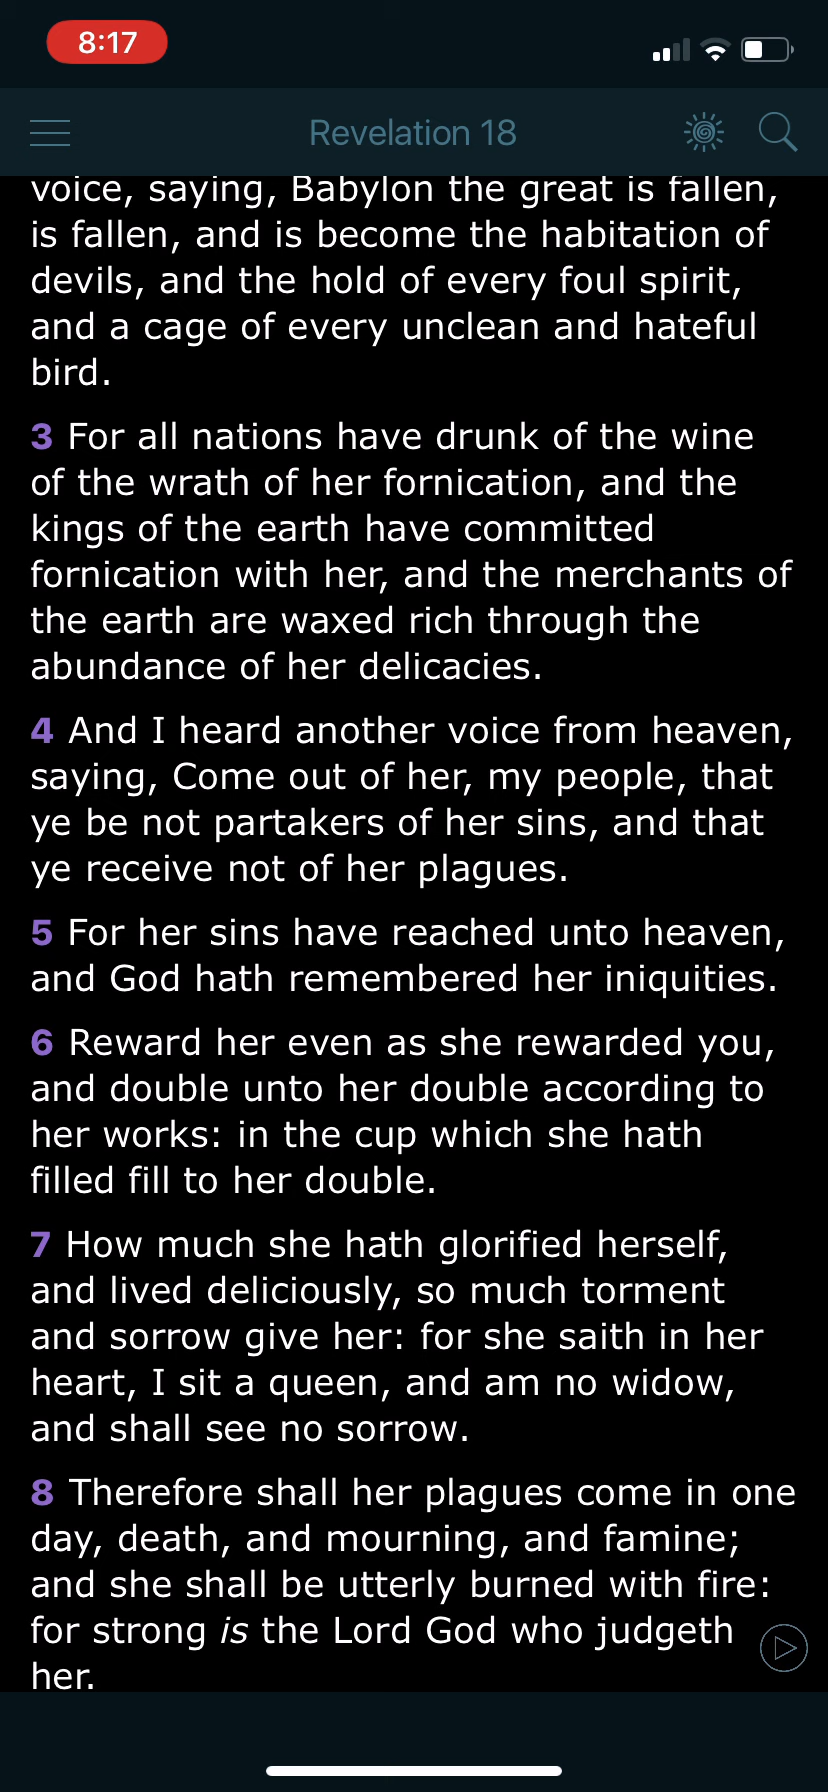 8:17
Revelation 18
voice, saying, Babylon the great is fallen,
is fallen, and is become the habitation of
devils, and the hold of every foul spirit,
and a cage of every unclean and hateful
bird.
3 For all nations have drunk of the wine
of the wrath of her fornication, and the
kings of the earth have committed
fornication with her, and the merchants of
the earth are waxed rich through the
abundance of her delicacies.
4 And I heard another voice from heaven,
saying, Come out of her, my people, that
ye be not partakers of her sins, and that
ye receive not of her plagues.
5 For her sins have reached unto heaven,
and God hath remembered her iniquities.
6 Reward her even as she rewarded you,
and double unto her double according to
her works: in the cup which she hath
filled fill to her double.
7 How much she hath glorified herself,
and lived deliciously, so much torment
and sorrow give her: for she saith in her
heart, I sit a queen, and am no widow,
and shall see no sorrow.
8 Therefore shall her plagues come in one
day, death, and mourning, and famine;
and she shall be utterly burned with fire:
for strong is the Lord God who judgeth
her.